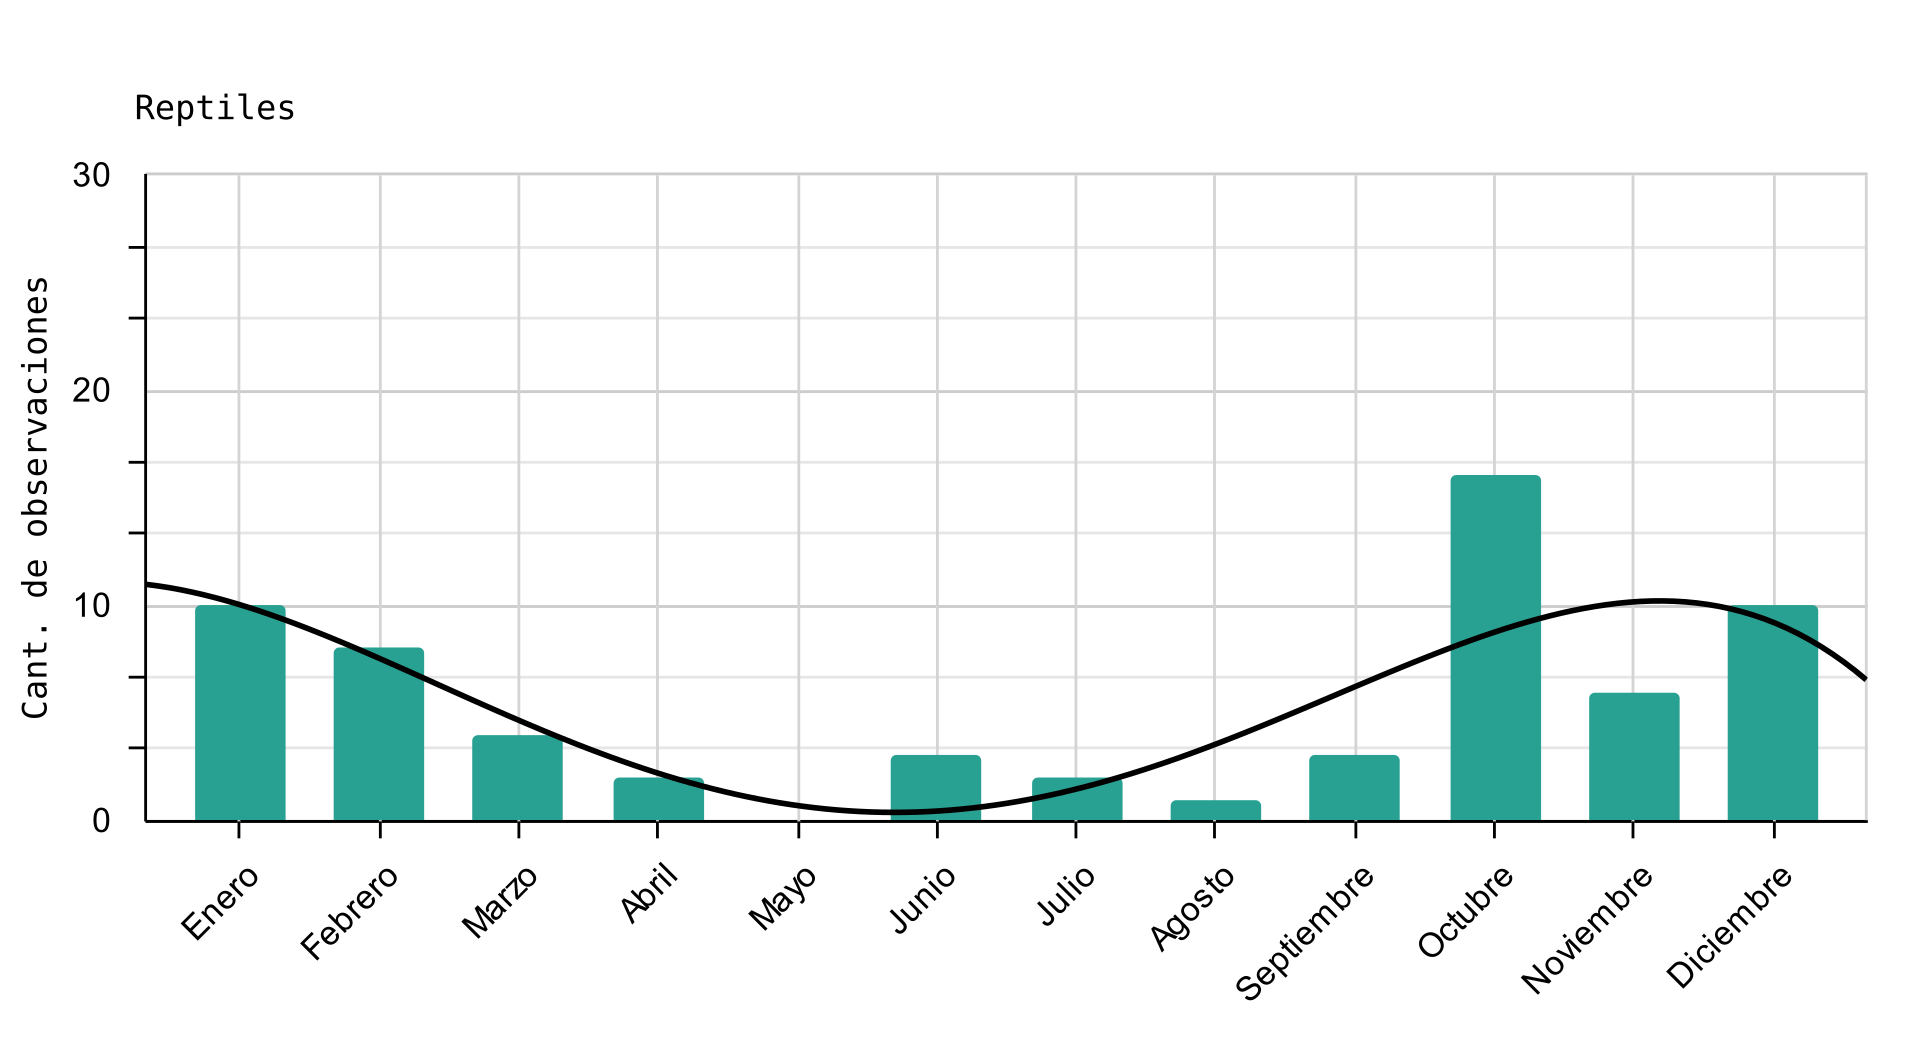 Reptiles
30
20
10
0
Cant. de observaciones
Enero
Febrero
Marzo
Abril
Mayo
Junio
Julio
Agosto
Septiembre
Octubre
Noviembre
Diciembre